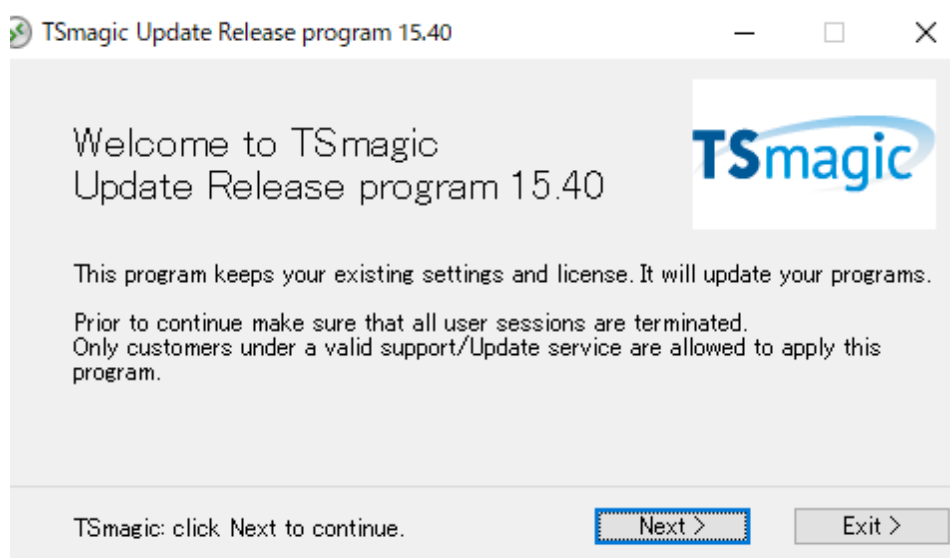 TSmagic Update Release program 15.40
Welcome to TSmagic
Update Release program 15.40
TSmagic
This program keeps your existing settings and license. It will update your programs.
Prior to continue make sure that all user sessions are terminated.
Only customers under a valid support/Update service are allowed to apply this
program.
TSmagic: click Next to continue.
Next >
Exit >